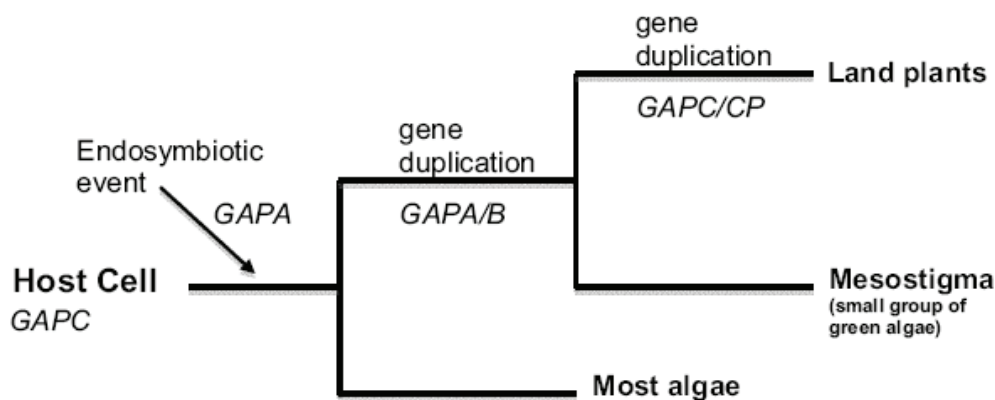 gene
duplication
Land plants
GAPC/CP
gene
duplication
Endosymbiotic
event
GAPA
GAPA/B
Host Cell
GAPC
Mesostigma
(small group of
green algae)
Most algae